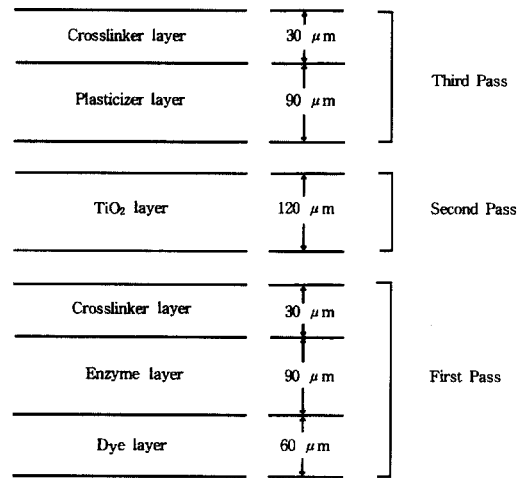 Crosslinker layer 30 μm
Plasticizer layer 90 μm
Third Pass
TiO₂ layer 120 μm Second Pass
Crosslinker layer 30 μm
Enzyme layer 90 μm First Pass
Dye layer 60 μm